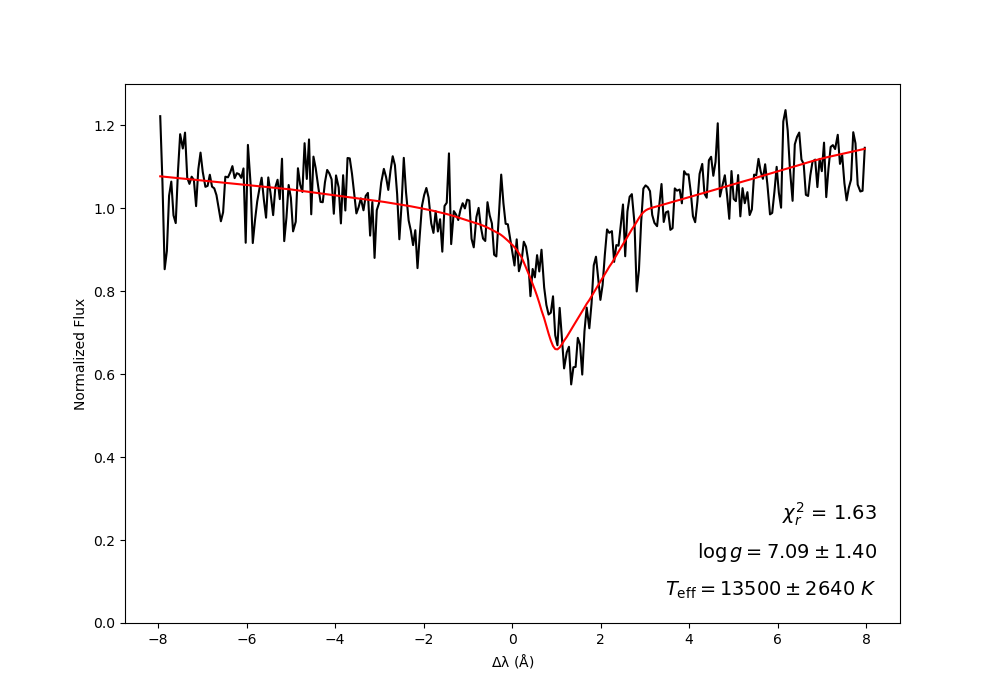 1.2
1.0
0.8
0.6
0.4
0.2
0.0
Normalized Flux
χ²ᵣ = 1.63
log g = 7.09 ± 1.40
T_eff = 13500 ± 2640 K
−8 −6 −4 −2 0 2 4 6 8
Δλ (Å)